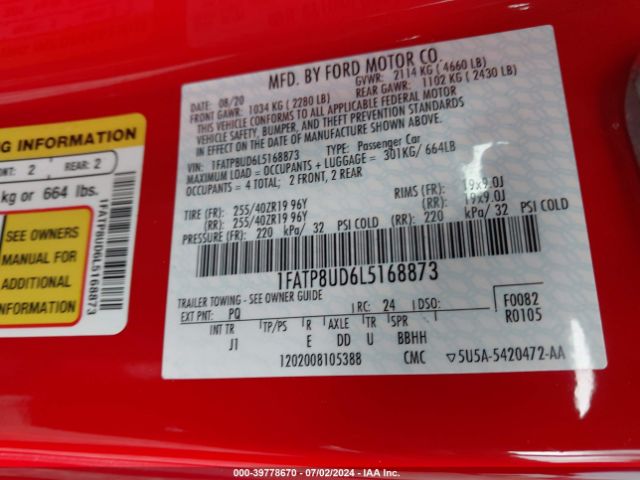 MFD. BY FORD MOTOR CO.
DATE: 08/20 GVWR: 2114 KG (4660 LB)
FRONT GAWR: 1034 KG (2280 LB) REAR GAWR: 1102 KG (2430 LB)
THIS VEHICLE CONFORMS TO ALL APPLICABLE FEDERAL MOTOR
VEHICLE SAFETY, BUMPER, AND THEFT PREVENTION STANDARDS
IN EFFECT ON THE DATE OF MANUFACTURE SHOWN ABOVE.
VIN: 1FATP8UD6L5168873 TYPE: Passenger Car
MAXIMUM LOAD = OCCUPANTS + LUGGAGE = 301KG/ 664LB
OCCUPANTS = 4 TOTAL; 2 FRONT, 2 REAR
TIRE (FR): 255/40ZR19 96Y RIMS (FR): 19x9.0J
(RR): 255/40ZR19 96Y (RR): 19x9.0J
PRESSURE (FR): 220 kPa/ 32 PSI COLD (RR): 220 kPa/ 32 PSI COLD
1FATP8UD6L5168873
TRAILER TOWING - SEE OWNER GUIDE
EXT PNT: PQ RC: 24 DSO: F0082
INT TR TP/PS R AXLE TR SPR R0105
J1 E DD U BBHH
1202008105388 CMC ▽5U5A-5420472-AA
NG INFORMATION
NT: 2 REAR: 2
kg or 664 lbs.
SEE OWNERS
MANUAL FOR
ADDITIONAL
INFORMATION
1FATP8UD6L5168873
000-39778670 - 07/02/2024 - IAA Inc.